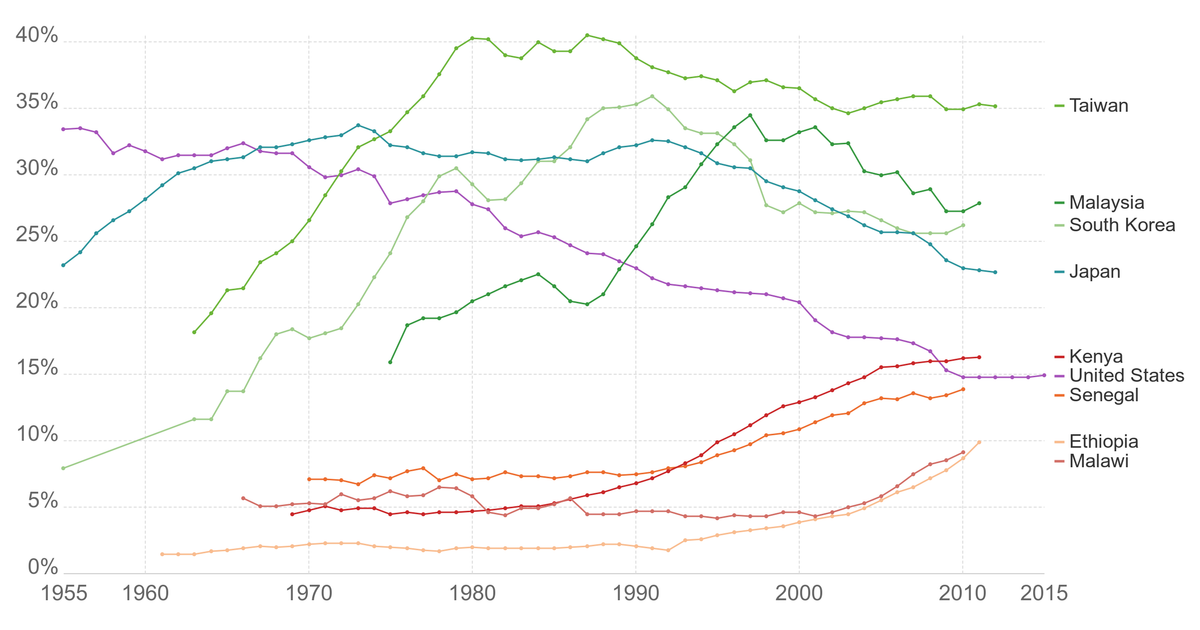 40%
35%
30%
25%
20%
15%
10%
5%
0%
1955 1960 1970 1980 1990 2000 2010 2015
Taiwan
Malaysia
South Korea
Japan
Kenya
United States
Senegal
Ethiopia
Malawi